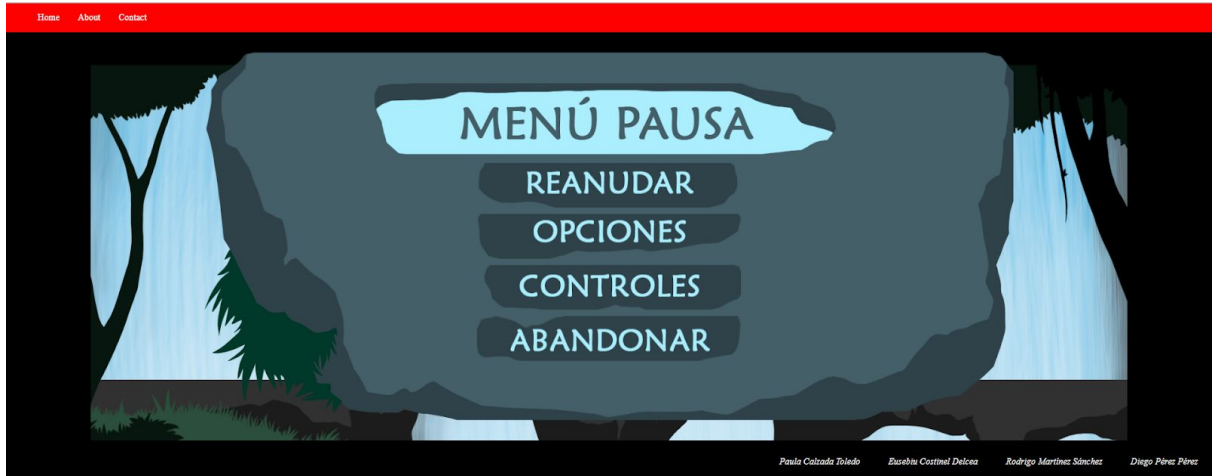 Home About Contact
MENÚ PAUSA
REANUDAR
OPCIONES
CONTROLES
ABANDONAR
Paula Calzada Toledo Eusebiu Costinel Delcea Rodrigo Martínez Sánchez Diego Pérez Pérez